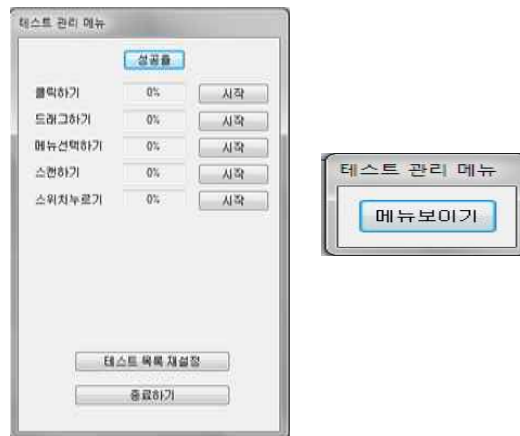 테스트 관리 메뉴
성공율
클릭하기 0% 시작
드래그하기 0% 시작
메뉴선택하기 0% 시작
스캔하기 0% 시작
스위치누르기 0% 시작
테스트 목록 재설정
종료하기
테스트 관리 메뉴
메뉴보이기